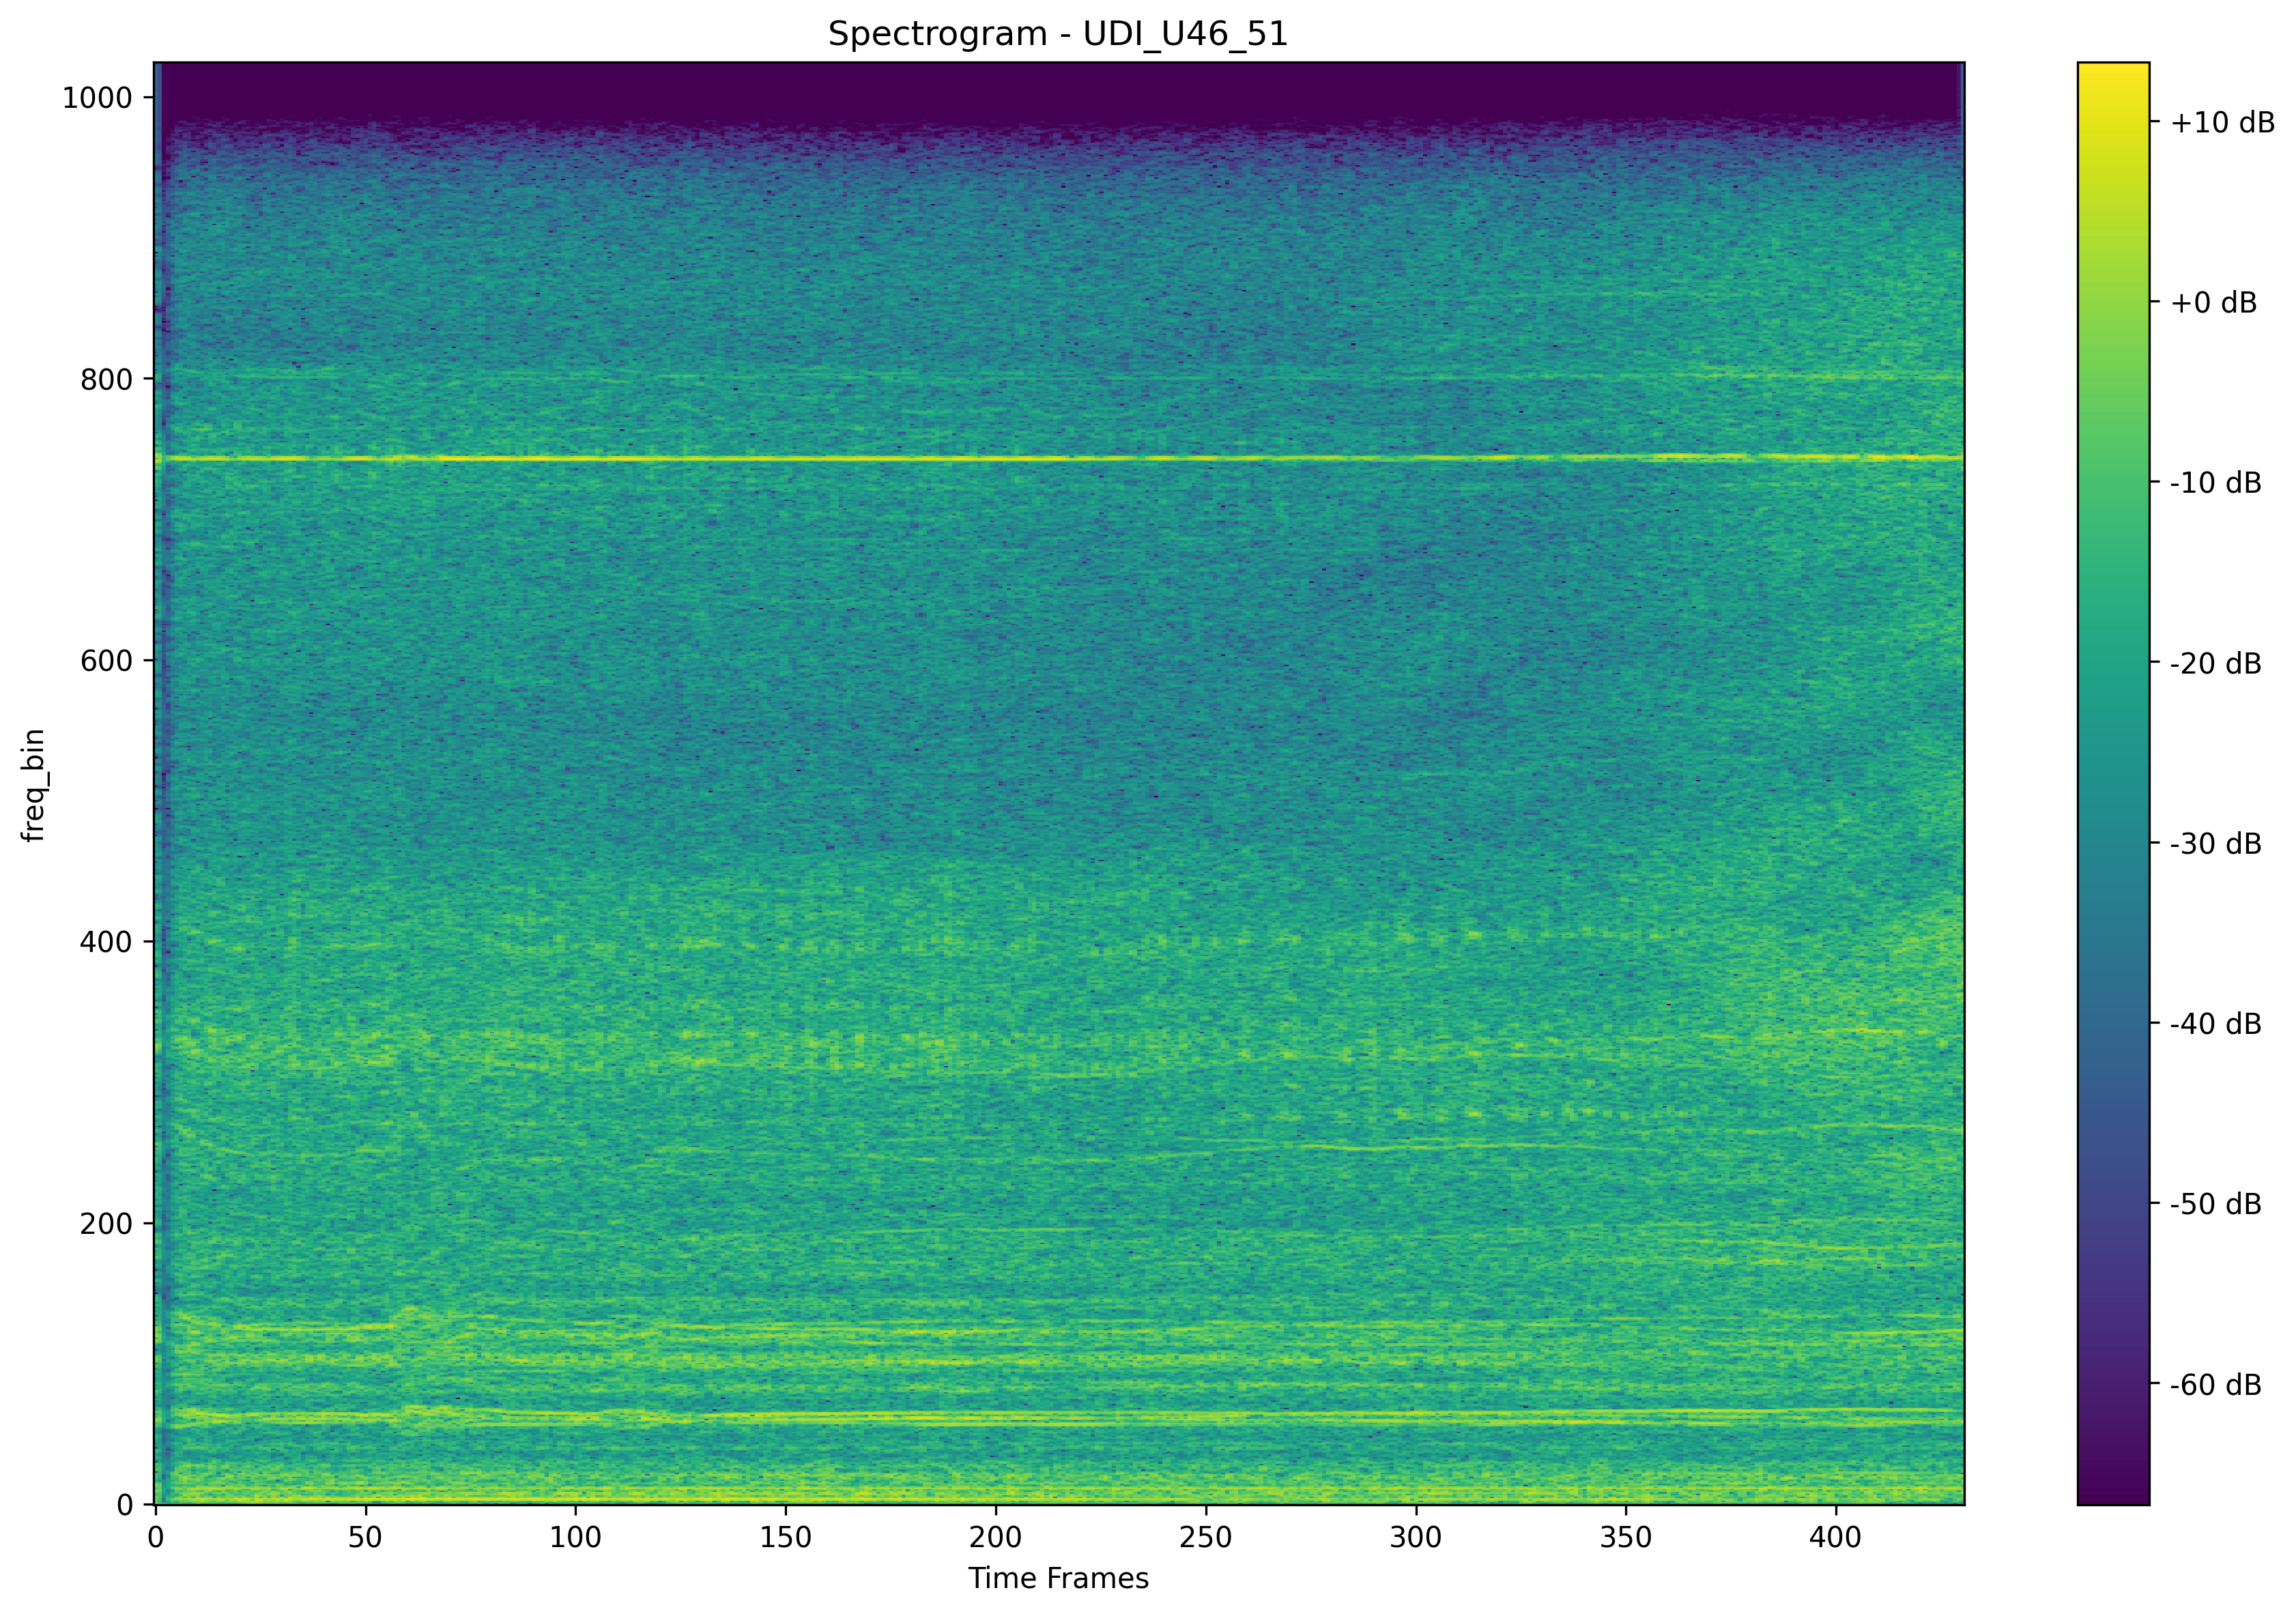 Spectrogram - UDI_U46_51
1000
800
600
400
200
0
freq_bin
0 50 100 150 200 250 300 350 400
Time Frames
+10 dB
+0 dB
-10 dB
-20 dB
-30 dB
-40 dB
-50 dB
-60 dB